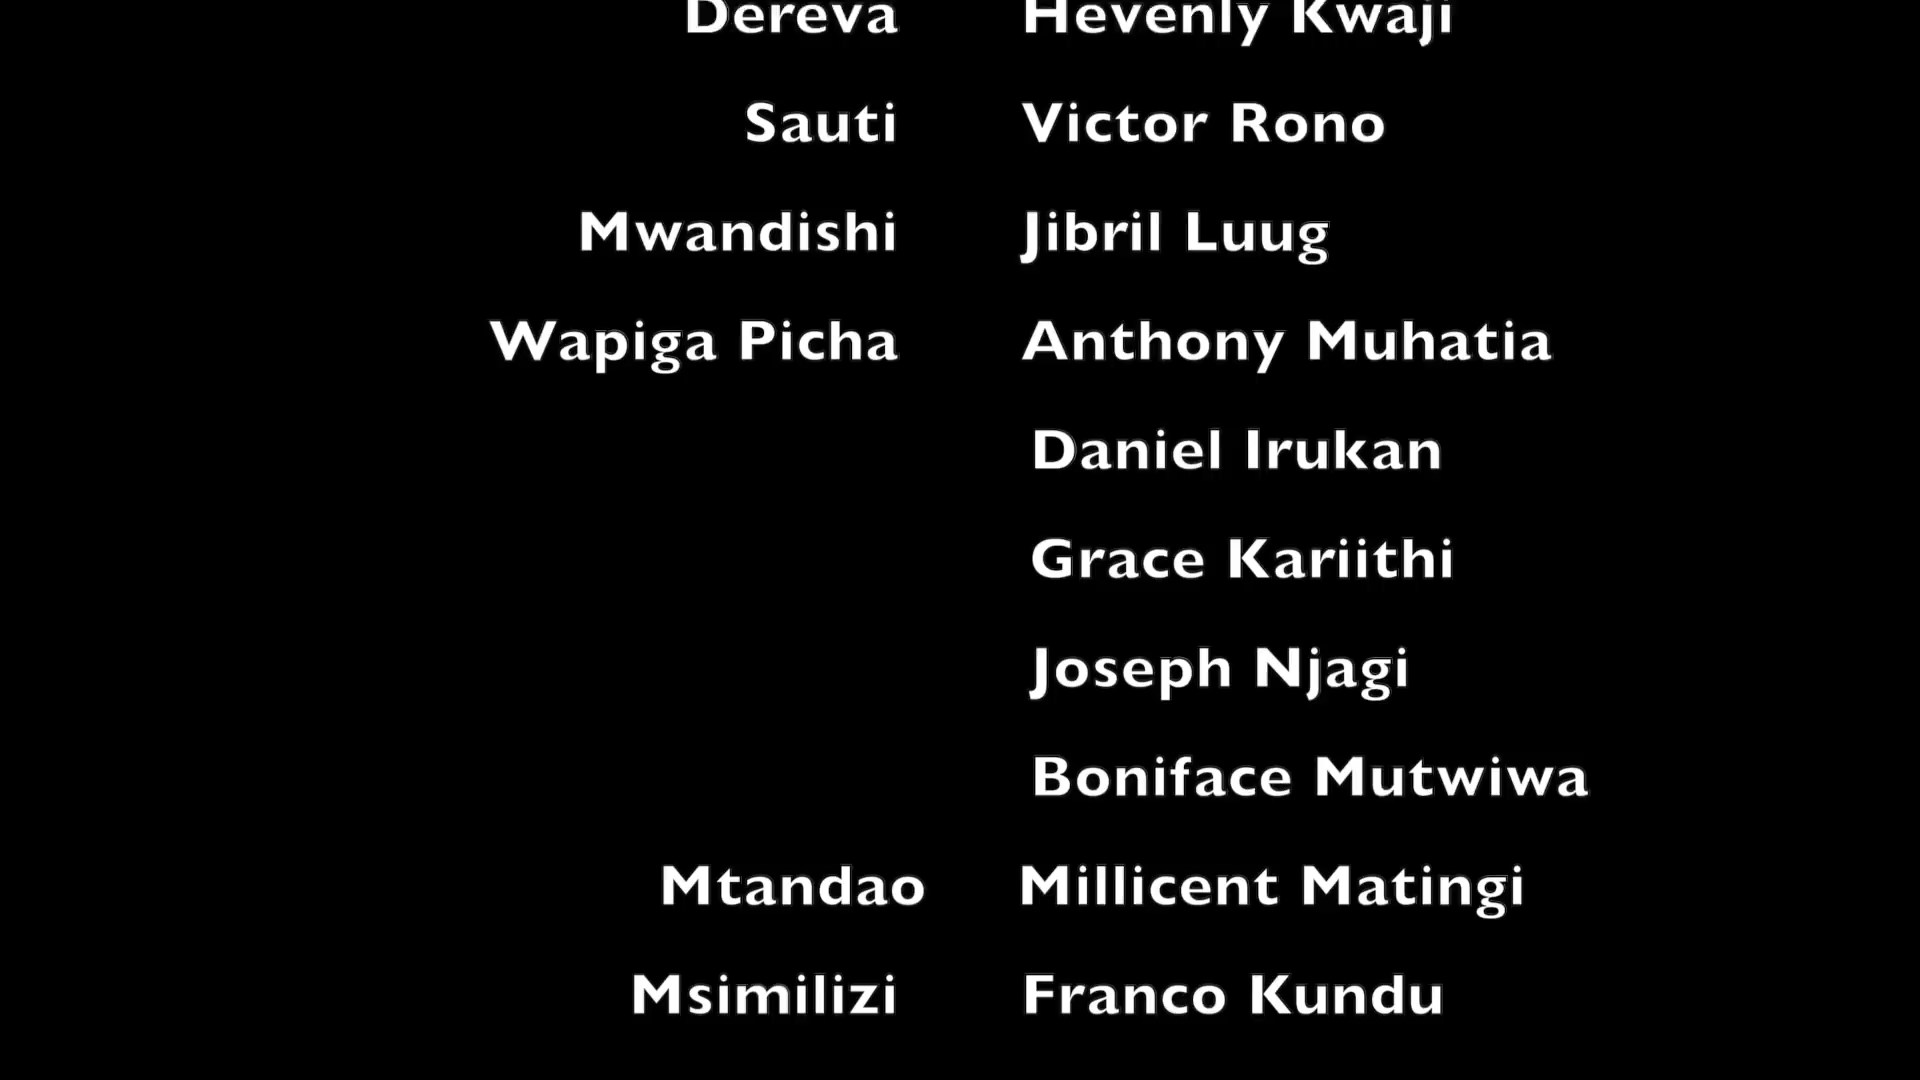 Dereva Hevenly Kwaji
Sauti Victor Rono
Mwandishi Jibril Luug
Wapiga Picha Anthony Muhatia
Daniel Irukan
Grace Kariithi
Joseph Njagi
Boniface Mutwiwa
Mtandao Millicent Matingi
Msimilizi Franco Kundu